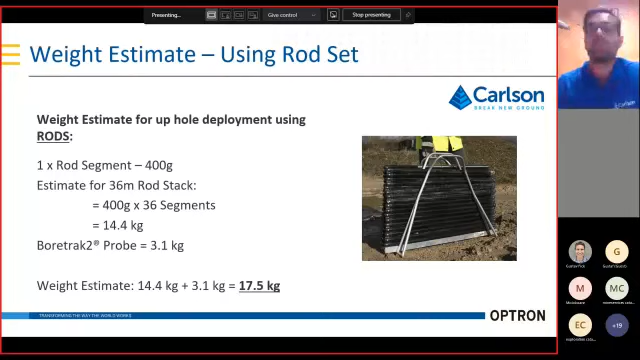 Presenting...
Give control
Stop presenting
Weight Estimate – Using Rod Set
Carlson
BREAK NEW GROUND
Weight Estimate for up hole deployment using
RODS:
1 x Rod Segment – 400g
Estimate for 36m Rod Stack:
= 400g x 36 Segments
= 14.4 kg
Boretrak2® Probe = 3.1 kg
Weight Estimate: 14.4 kg + 3.1 kg = 17.5 kg
TRANSFORMING THE WAY THE WORLD WORKS
OPTRON
G
M
MC
EC
+19